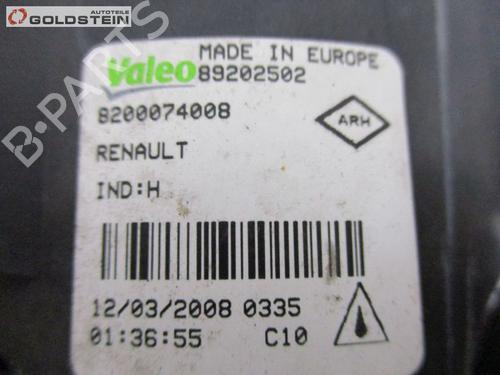 AUTOTEILE
GOLDSTEIN
B-PARTS
Valeo MADE IN EUROPE
89202502
8200074008
ARH
RENAULT
IND:H
12/03/2008 0335
01:36:55 C10